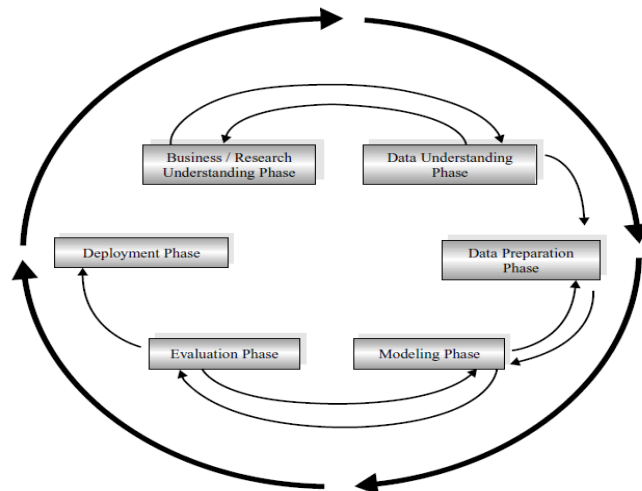 Business / Research
Understanding Phase
Data Understanding
Phase
Deployment Phase
Data Preparation
Phase
Evaluation Phase
Modeling Phase